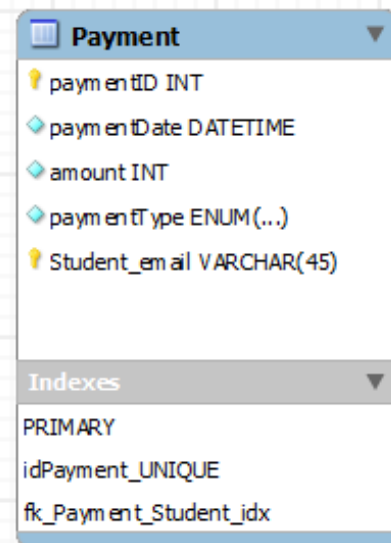 Payment
paymentID INT
paymentDate DATETIME
amount INT
paymentType ENUM(...)
Student_email VARCHAR(45)
Indexes
PRIMARY
idPayment_UNIQUE
fk_Payment_Student_idx